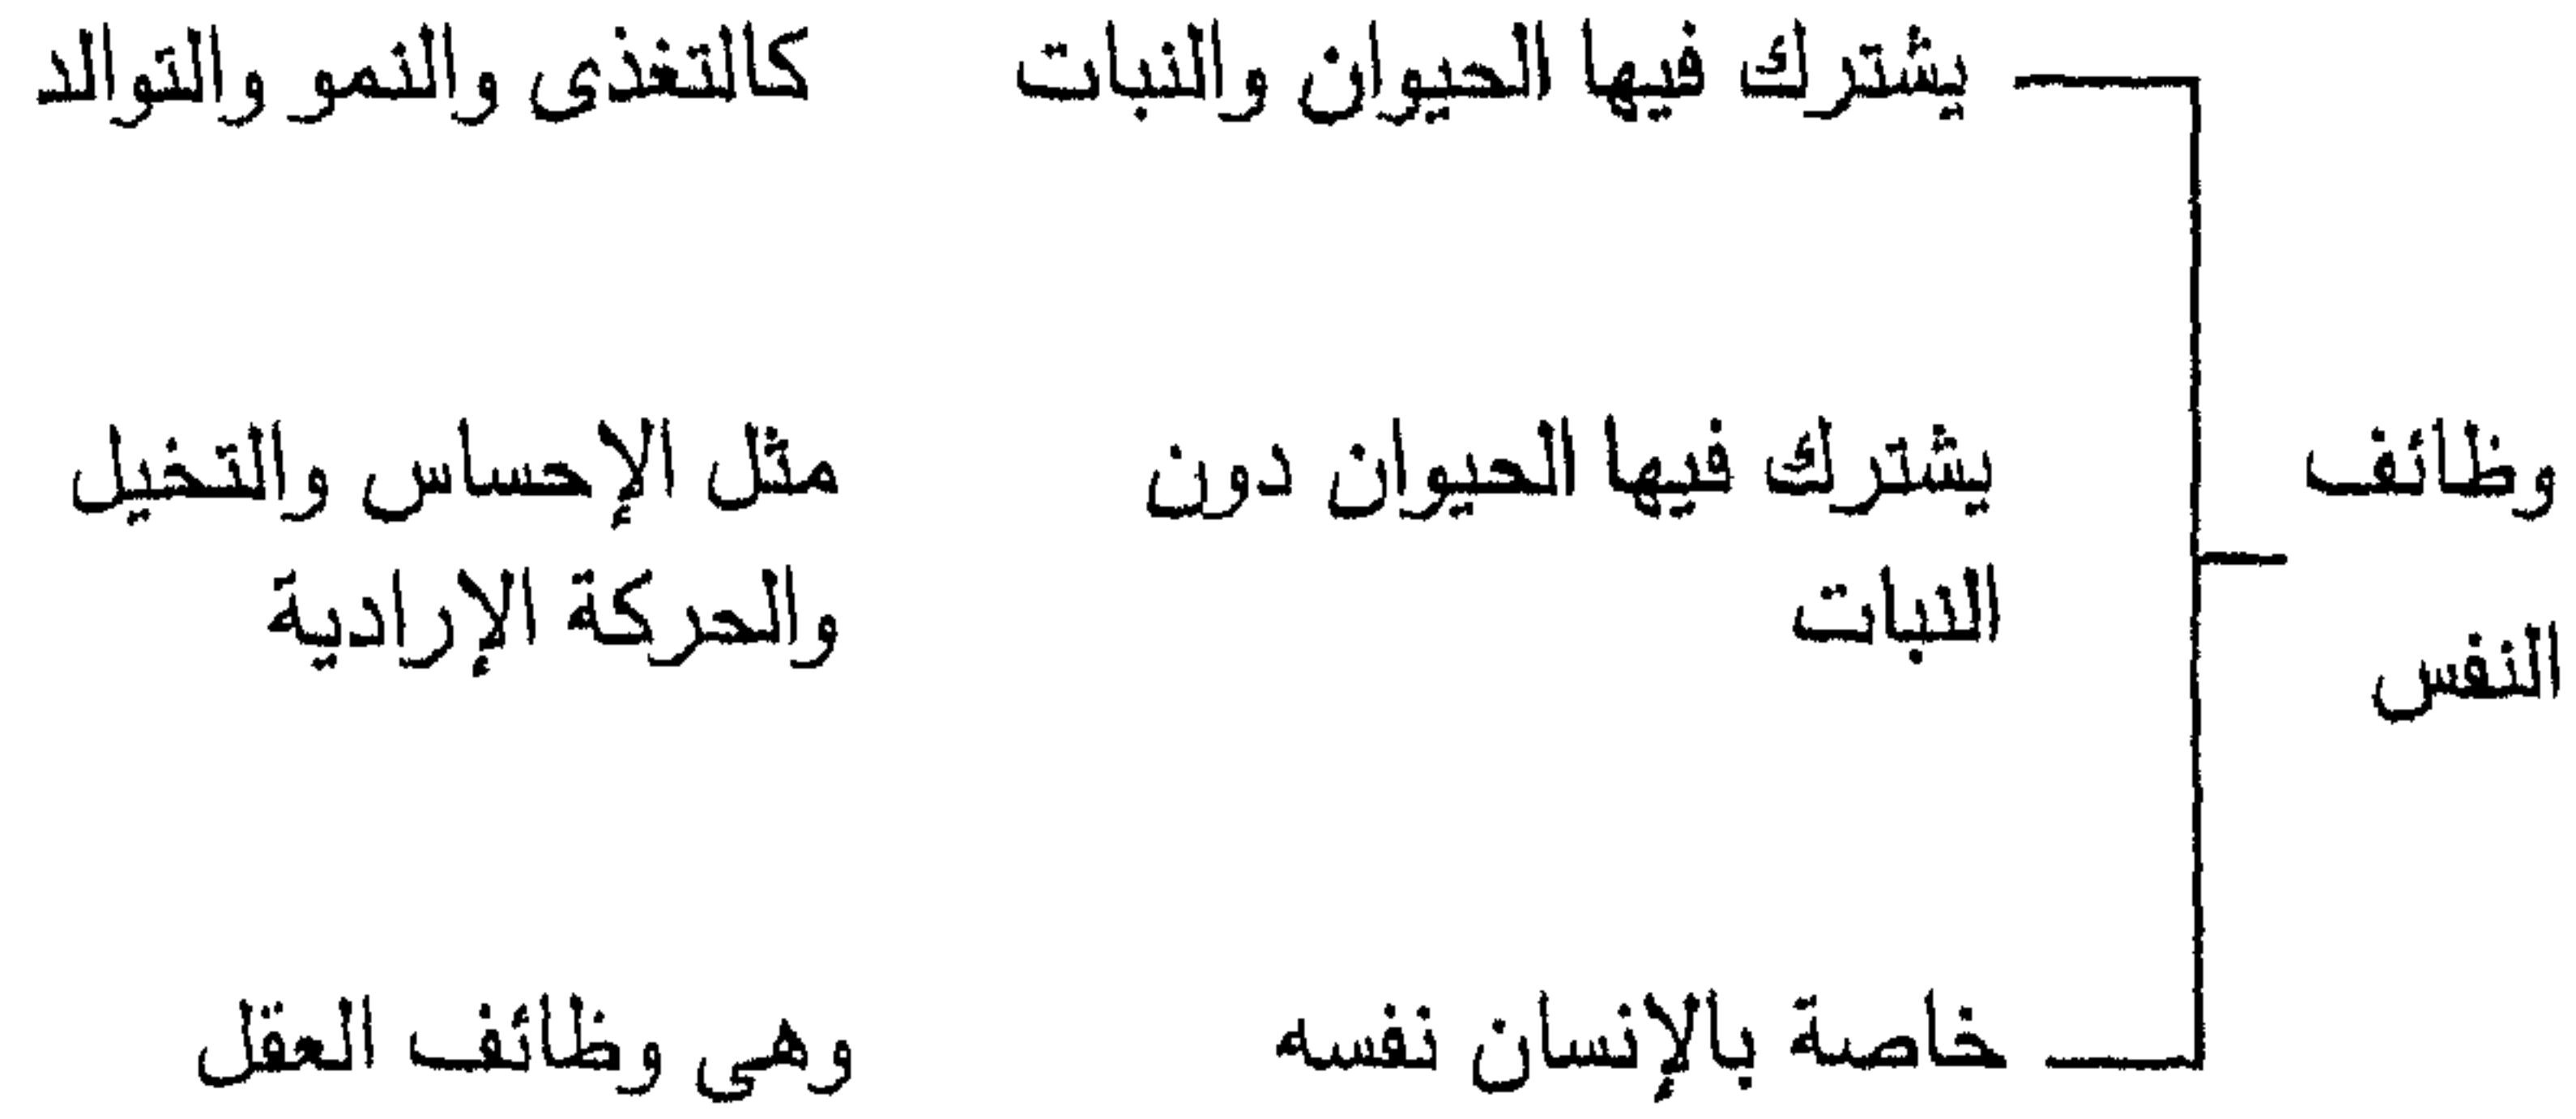 يشترك فيها الحيوان والنبات كالتغذى والنمو والتوالد
وظائف
النفس
يشترك فيها الحيوان دون
النبات
مثل الإحساس والتخيل
والحركة الإرادية
خاصة بالإنسان نفسه وهى وظائف العقل